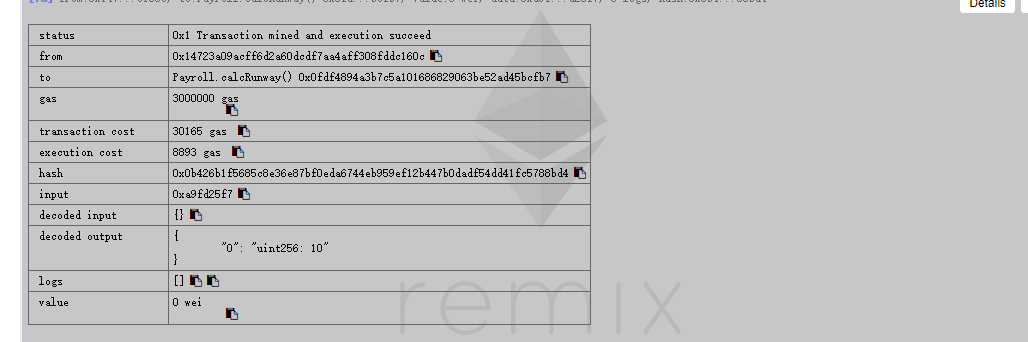 Details
status 0x1 Transaction mined and execution succeed
from 0x14723a09acff6d2a60dcdf7aa4aff308fddc160c
to Payroll.calcRunway() 0x0fdf4894a3b7c5a101686829063be52ad45bcfb7
gas 3000000 gas
transaction cost 30165 gas
execution cost 8893 gas
hash 0x0b426b1f5685c8e36e87bf0eda6744eb959ef12b447b0dadf54dd41fc5788bd4
input 0xa9fd25f7
decoded input {}
decoded output {
"0": "uint256: 10"
}
logs []
value 0 wei
remix